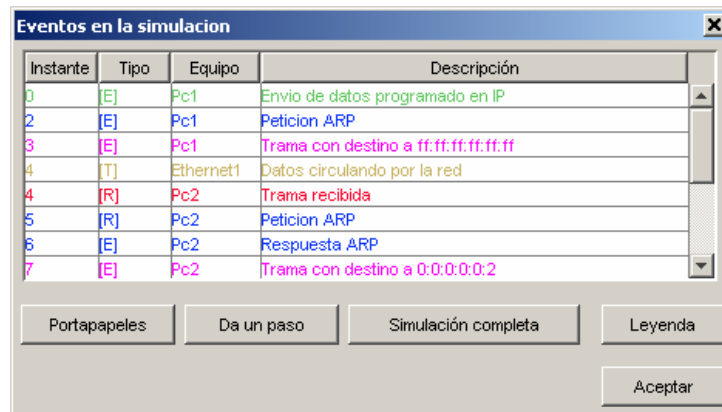 Eventos en la simulacion
Instante Tipo Equipo Descripción
0 [E] Pc1 Envio de datos programado en IP
2 [E] Pc1 Peticion ARP
3 [E] Pc1 Trama con destino a ff:ff:ff:ff:ff:ff
4 [T] Ethernet1 Datos circulando por la red
4 [R] Pc2 Trama recibida
5 [R] Pc2 Peticion ARP
6 [E] Pc2 Respuesta ARP
7 [E] Pc2 Trama con destino a 0:0:0:0:0:2
Portapapeles Da un paso Simulación completa Leyenda
Aceptar